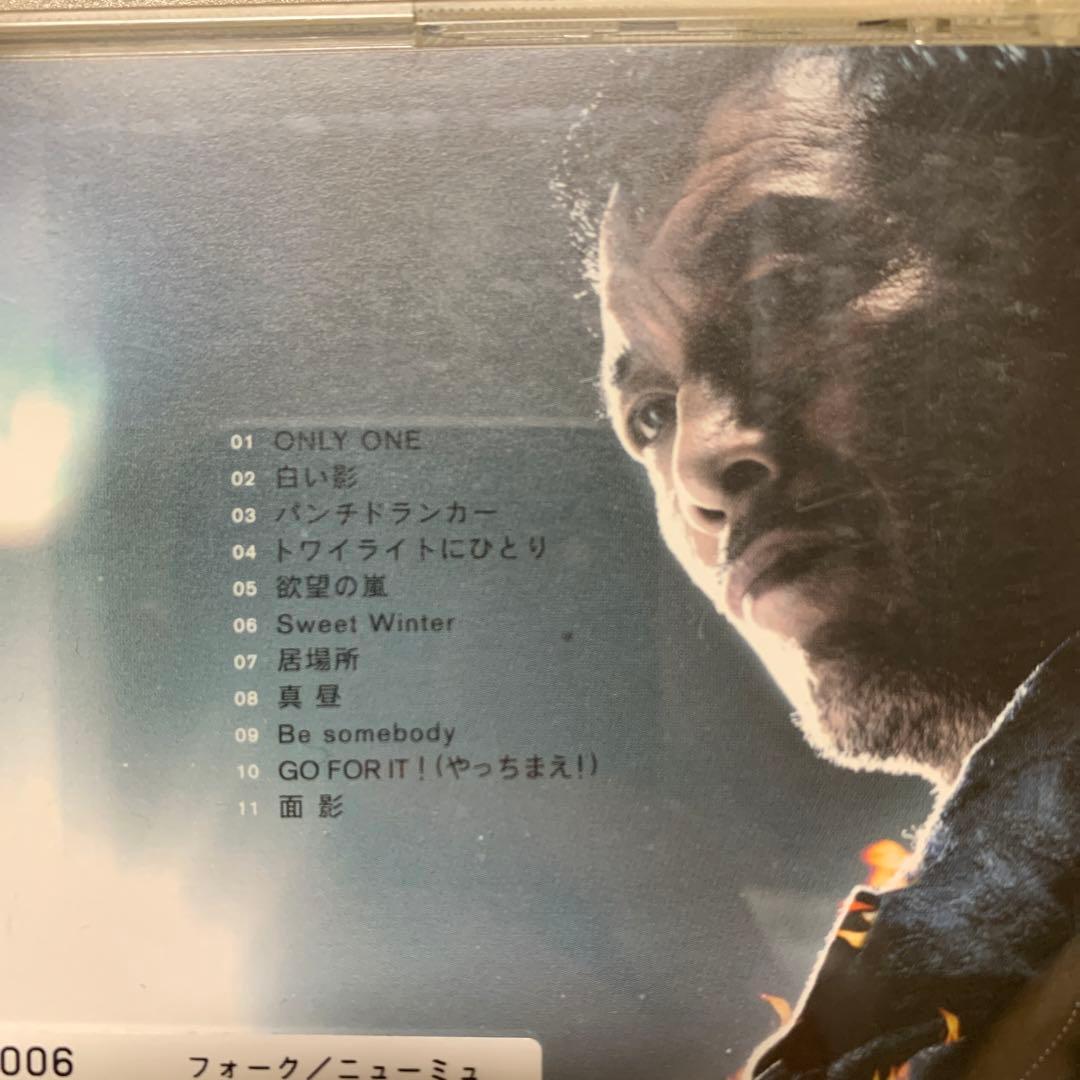 01 ONLY ONE
02 白い影
03 パンチドランカー
04 トワイライトにひとり
05 欲望の嵐
06 Sweet Winter
07 居場所
08 真昼
09 Be somebody
10 GO FOR IT!(やっちまえ!)
11 面影
006 フォーク/ニューミュ